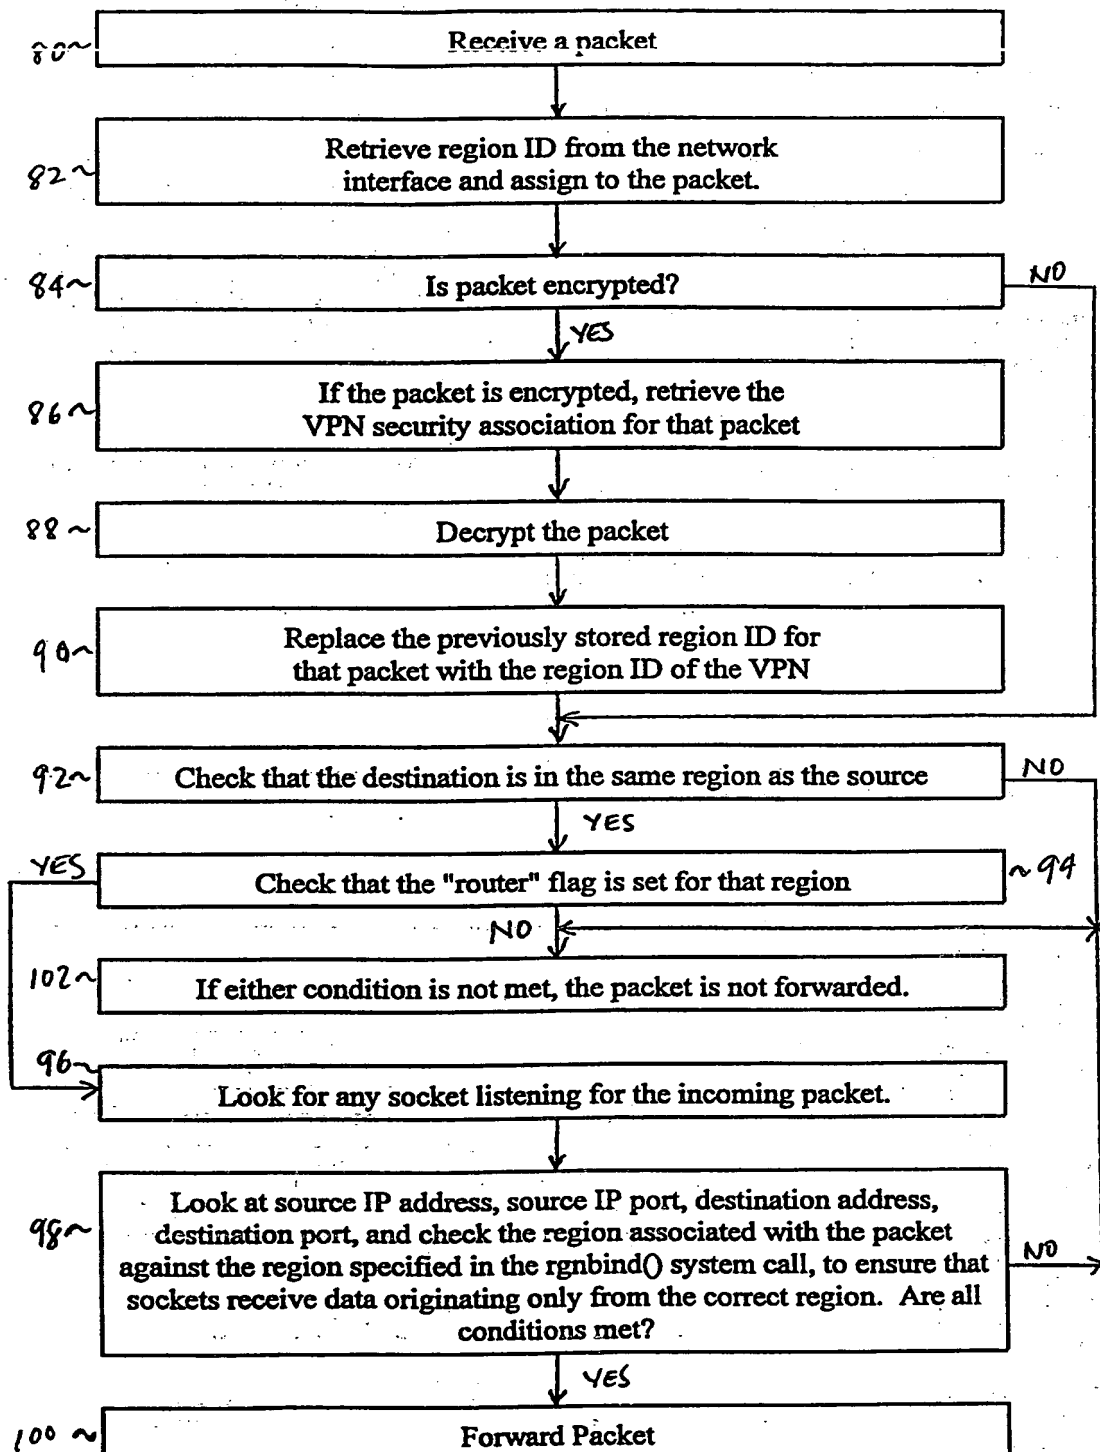 80~
Receive a packet
82~
Retrieve region ID from the network
interface and assign to the packet.
84~
Is packet encrypted?
NO
YES
86~
If the packet is encrypted, retrieve the
VPN security association for that packet
88~
Decrypt the packet
90~
Replace the previously stored region ID for
that packet with the region ID of the VPN
92~
Check that the destination is in the same region as the source
NO
YES
YES
Check that the "router" flag is set for that region
~94
NO
102~
If either condition is not met, the packet is not forwarded.
96~
Look for any socket listening for the incoming packet.
98~
Look at source IP address, source IP port, destination address,
destination port, and check the region associated with the packet
against the region specified in the rgnbind() system call, to ensure that
sockets receive data originating only from the correct region. Are all
conditions met?
NO
YES
100~
Forward Packet